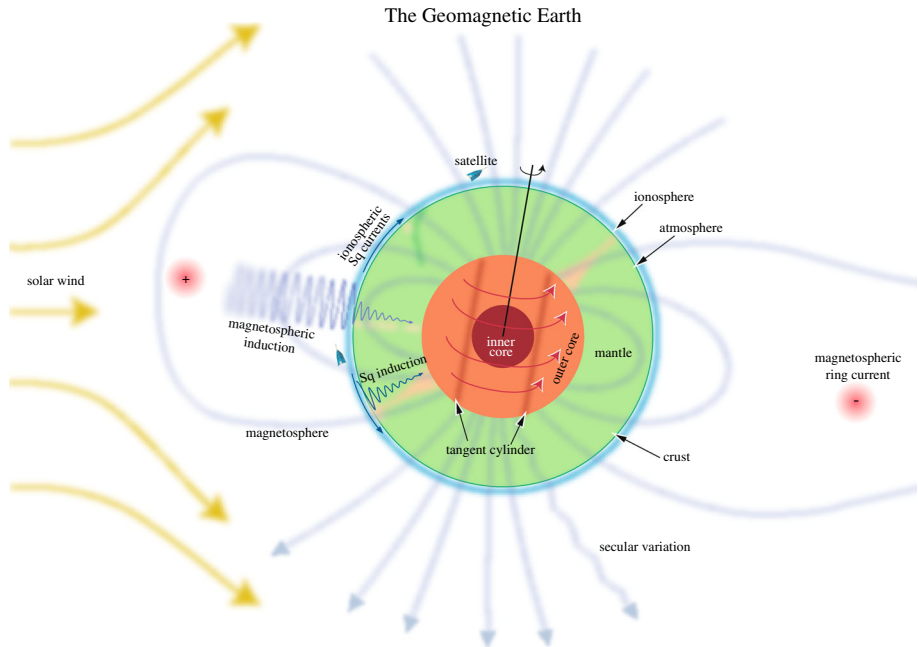 The Geomagnetic Earth
satellite
ionosphere
atmosphere
ionospheric
Sq currents
solar wind
+
magnetospheric
induction
inner
core
outer core
mantle
magnetospheric
ring current
-
Sq induction
magnetosphere
tangent cylinder
crust
secular variation